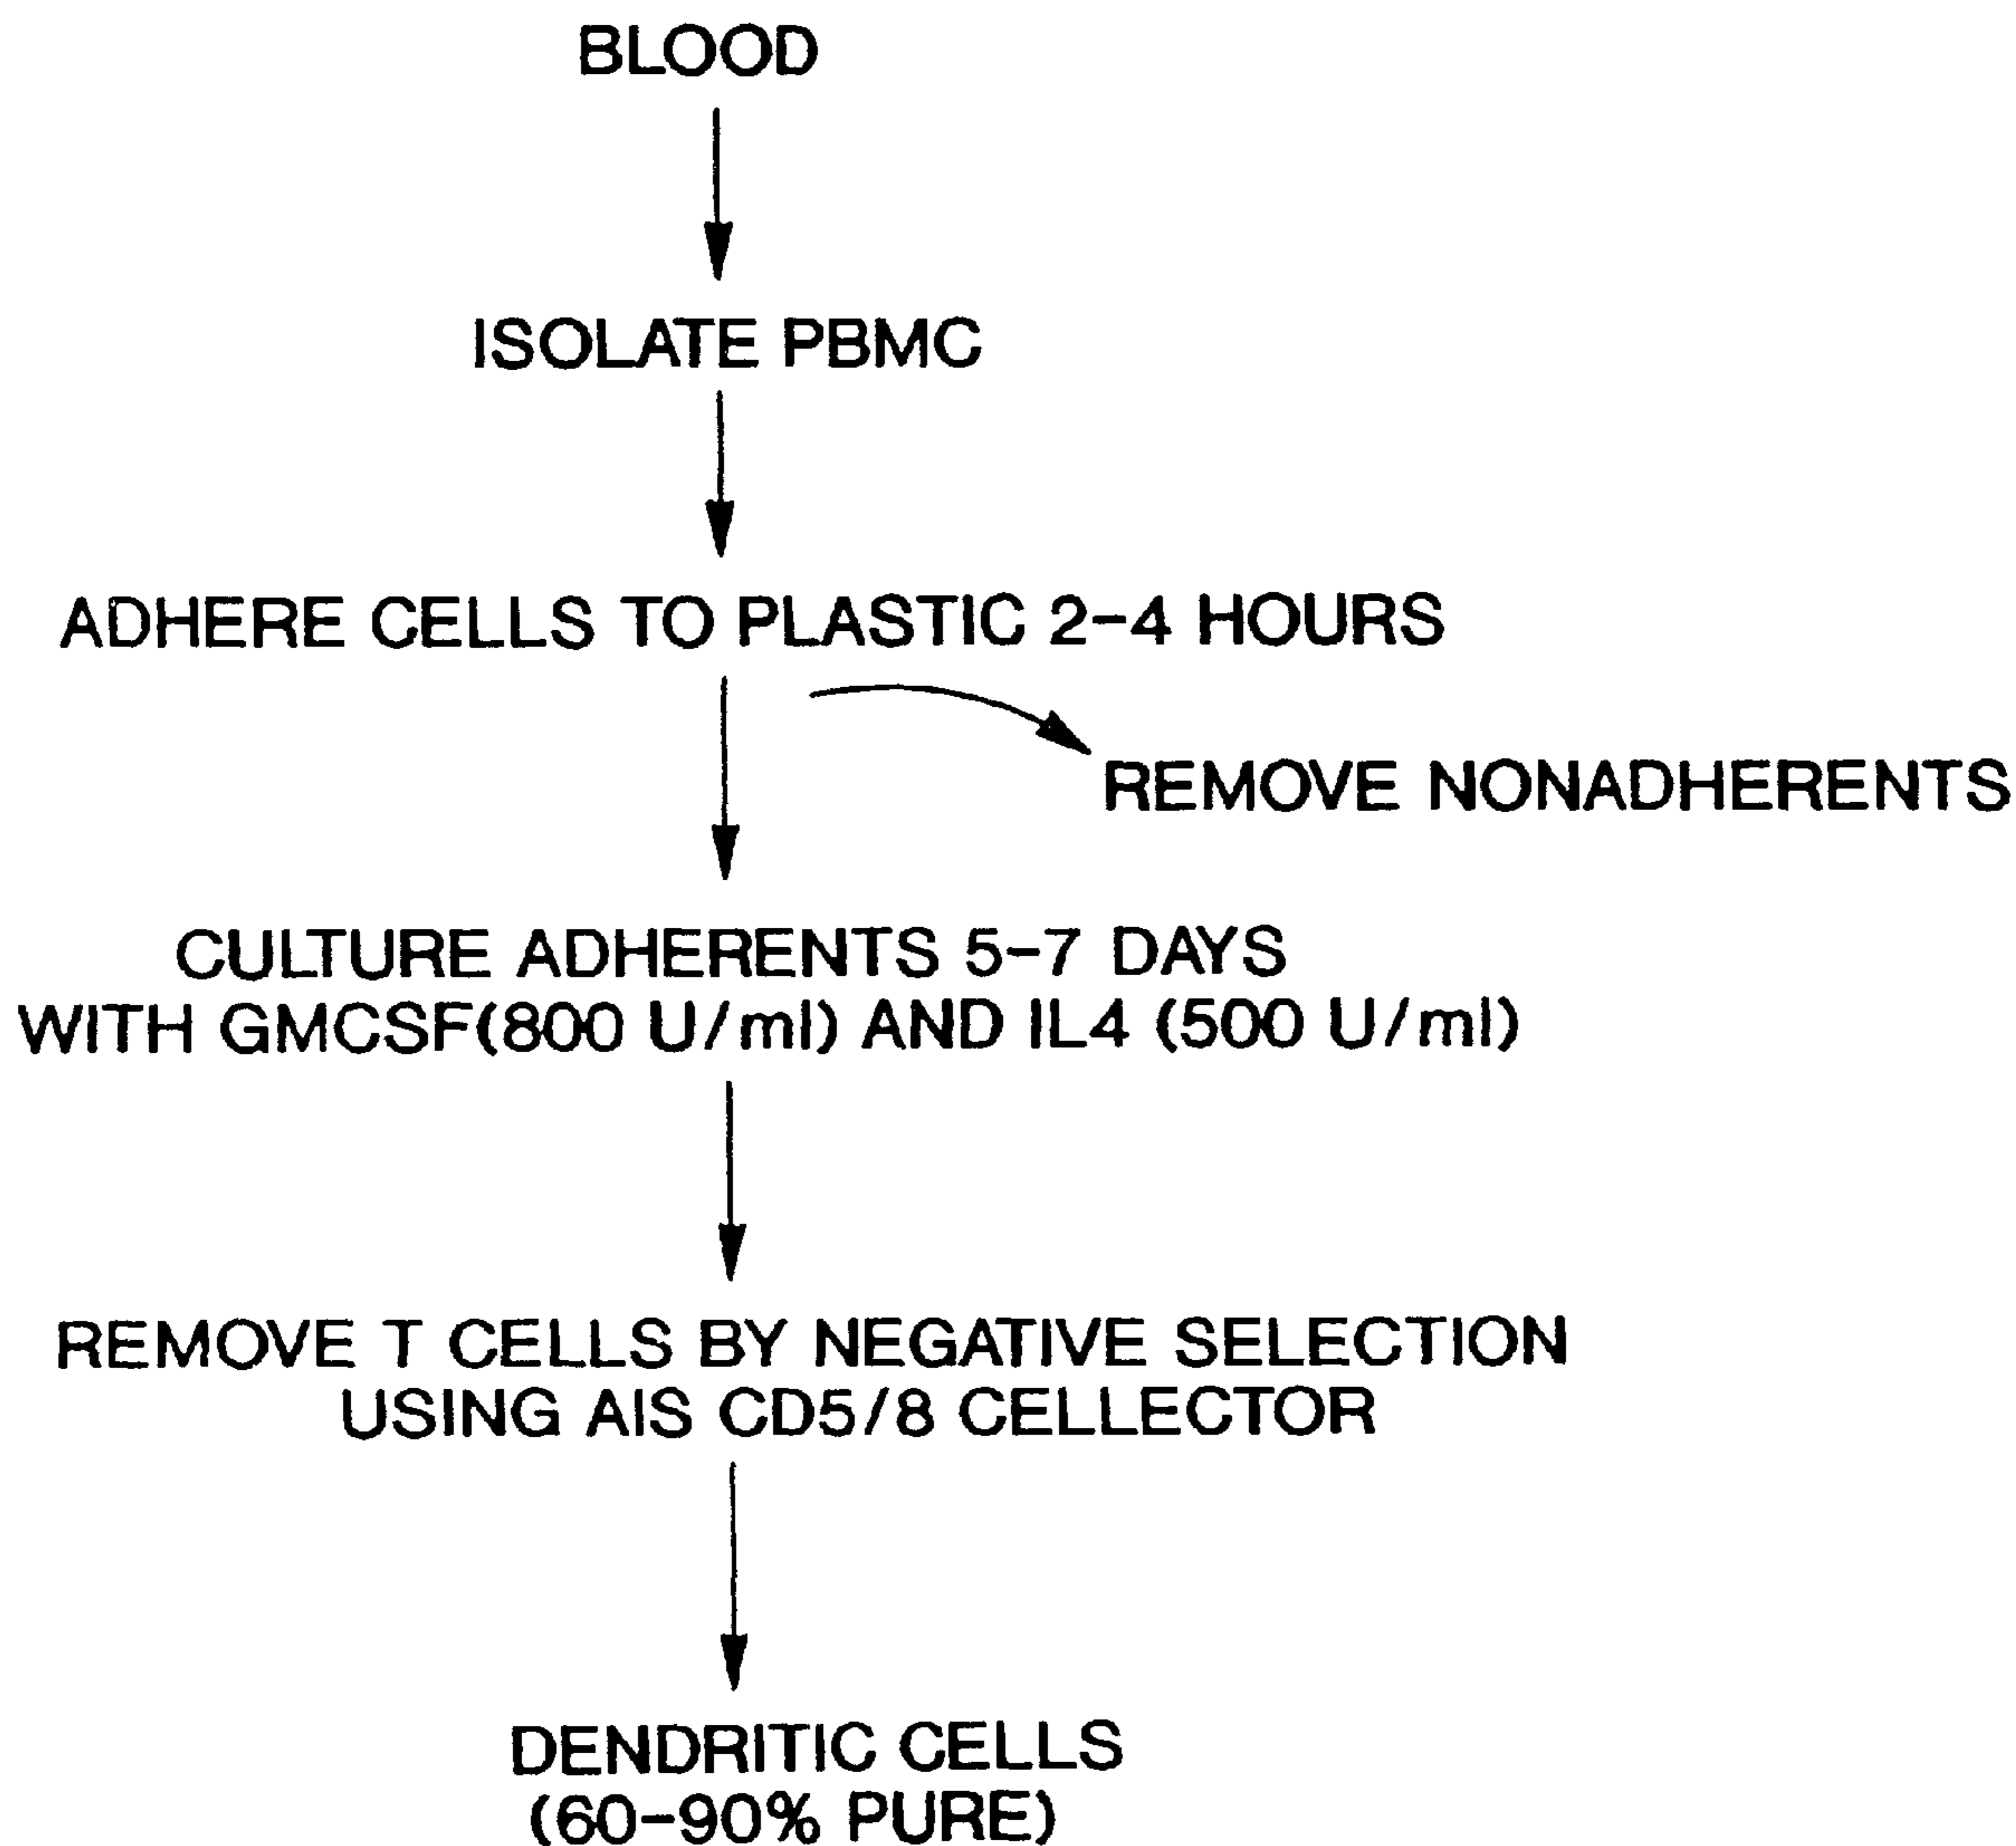 BLOOD
ISOLATE PBMC
ADHERE CELLS TO PLASTIC 2-4 HOURS
REMOVE NONADHERENTS
CULTURE ADHERENTS 5-7 DAYS
WITH GMCSF(800 U/ml) AND IL4 (500 U/ml)
REMOVE T CELLS BY NEGATIVE SELECTION
USING AIS CD5/8 CELLECTOR
DENDRITIC CELLS
(60-90% PURE)